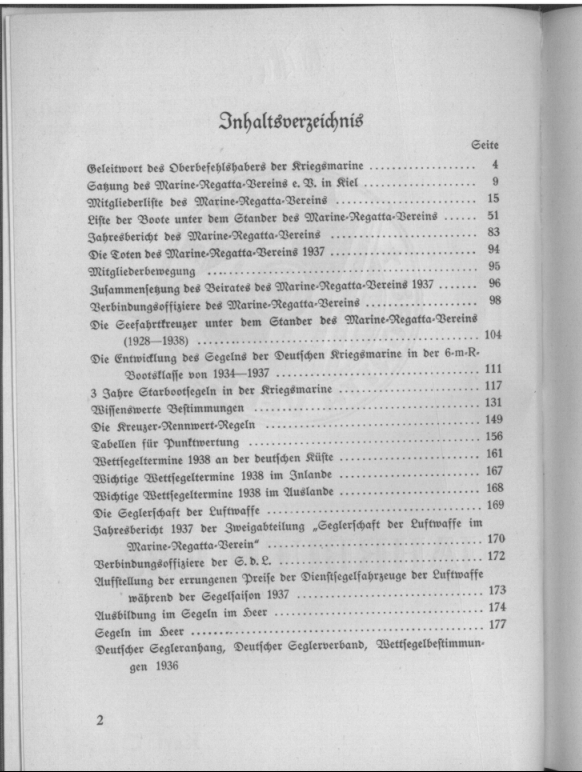 Inhaltsverzeichnis
Seite
Geleitwort des Oberbefehlshabers der Kriegsmarine .................. 4
Satzung des Marine-Regatta-Vereins e. V. in Kiel ................... 9
Mitgliederliste des Marine-Regatta-Vereins ........................ 15
Liste der Boote unter dem Stander des Marine-Regatta-Vereins ...... 51
Jahresbericht des Marine-Regatta-Vereins ........................ 83
Die Toten des Marine-Regatta-Vereins 1937 ........................ 94
Mitgliederbewegung ............................................ 95
Zusammensetzung des Beirates des Marine-Regatta-Vereins 1937 ....... 96
Verbindungsoffiziere des Marine-Regatta-Vereins .................. 98
Die Seefahrtkreuzer unter dem Stander des Marine-Regatta-Vereins
(1928—1938) ............................................ 104
Die Entwicklung des Segelns der Deutschen Kriegsmarine in der 6-m-R-
Bootsklasse von 1934—1937 ................................ 111
3 Jahre Starbootsegeln in der Kriegsmarine ....................... 117
Wissenswerte Bestimmungen .................................... 131
Die Kreuzer-Rennwert-Regeln ................................... 149
Tabellen für Punktwertung ..................................... 156
Wettsegeltermine 1938 an der deutschen Küste ..................... 161
Wichtige Wettsegeltermine 1938 im Inlande ....................... 167
Wichtige Wettsegeltermine 1938 im Auslande ...................... 168
Die Seglerschaft der Luftwaffe ................................. 169
Jahresbericht 1937 der Zweigabteilung „Seglerschaft der Luftwaffe im
Marine-Regatta-Verein“ ................................... 170
Verbindungsoffiziere der S. d. L. ............................... 172
Aufstellung der errungenen Preise der Dienstsegelfahrzeuge der Luftwaffe
während der Segelsaison 1937 ............................. 173
Ausbildung im Segeln im Heer .................................. 174
Segeln im Heer .............................................. 177
Deutscher Segleranhang, Deutscher Seglerverband, Wettsegelbestimmun-
gen 1936
2